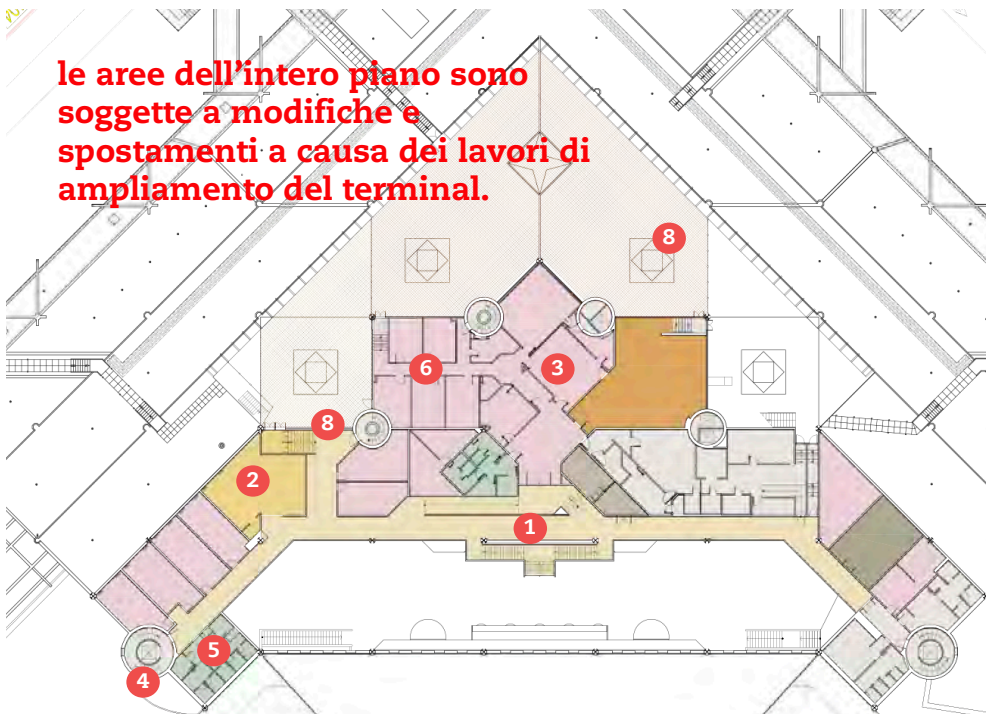 le aree dell'intero piano sono
soggette a modifiche e
spostamenti a causa dei lavori di
ampliamento del terminal.
8
3
6
8
2
1
5
4